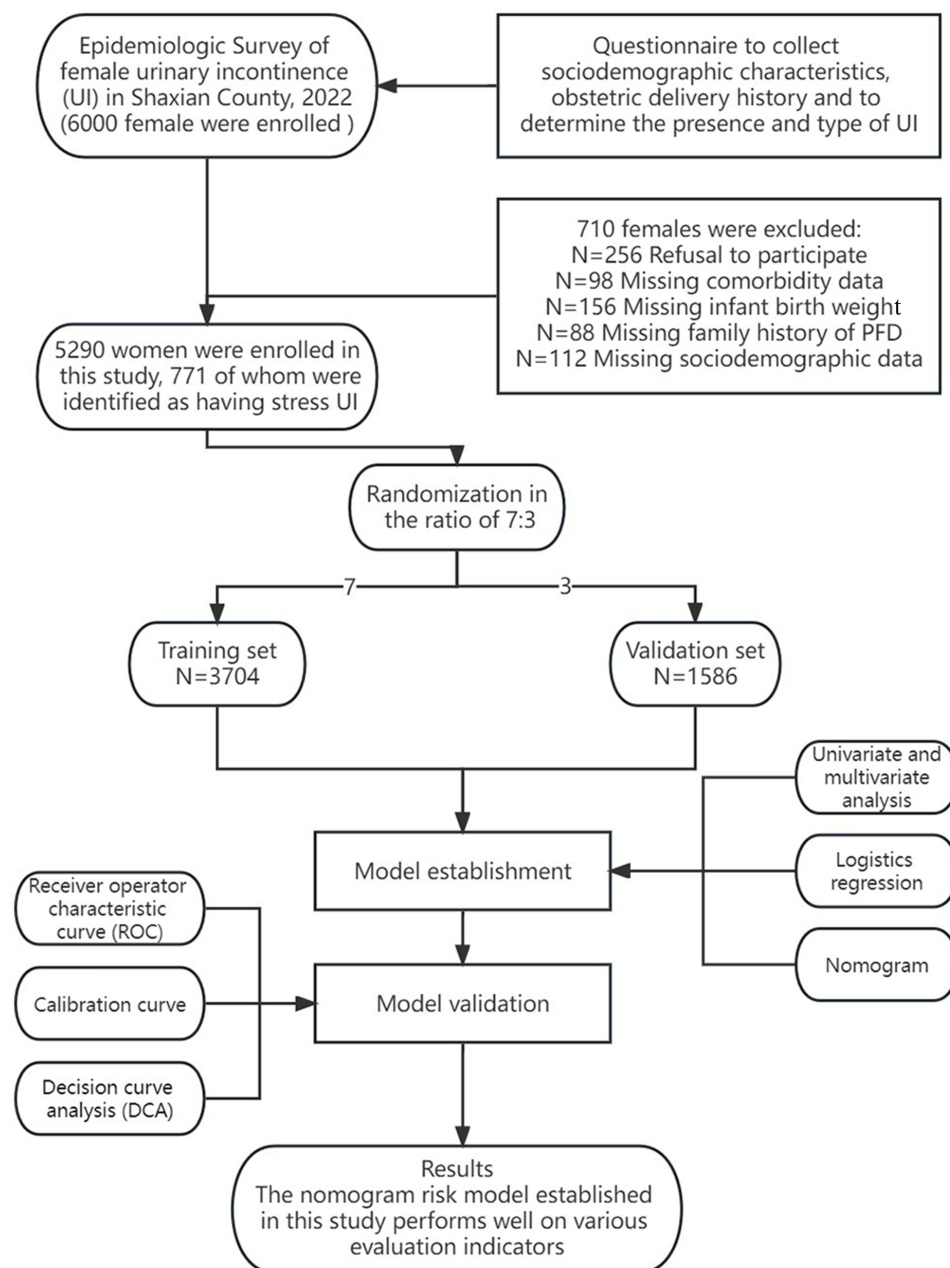 Epidemiologic Survey of
female urinary incontinence
(UI) in Shaxian County, 2022
(6000 female were enrolled )
Questionnaire to collect
sociodemographic characteristics,
obstetric delivery history and to
determine the presence and type of UI
710 females were excluded:
N=256 Refusal to participate
N=98 Missing comorbidity data
N=156 Missing infant birth weight
N=88 Missing family history of PFD
N=112 Missing sociodemographic data
5290 women were enrolled in
this study, 771 of whom were
identified as having stress UI
Randomization in
the ratio of 7:3
7
3
Training set
N=3704
Validation set
N=1586
Univariate and
multivariate
analysis
Logistics
regression
Nomogram
Model establishment
Receiver operator
characteristic
curve (ROC)
Calibration curve
Decision curve
analysis (DCA)
Model validation
Results
The nomogram risk model established
in this study performs well on various
evaluation indicators